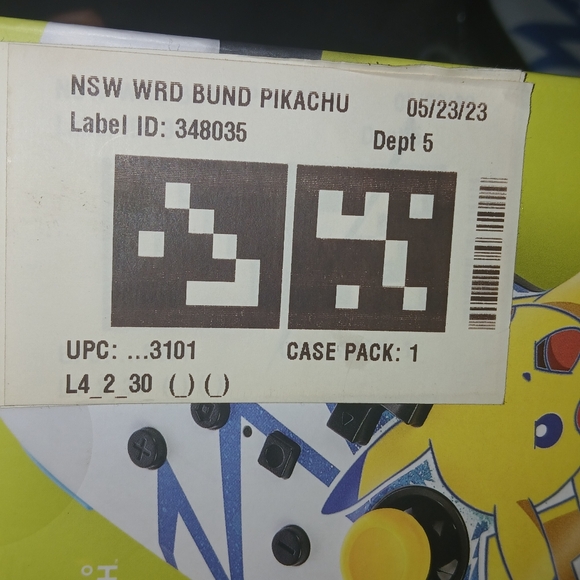 NSW WRD BUND PIKACHU 05/23/23
Label ID: 348035 Dept 5
UPC: ...3101 CASE PACK: 1
L4_2_30 (_) (_)